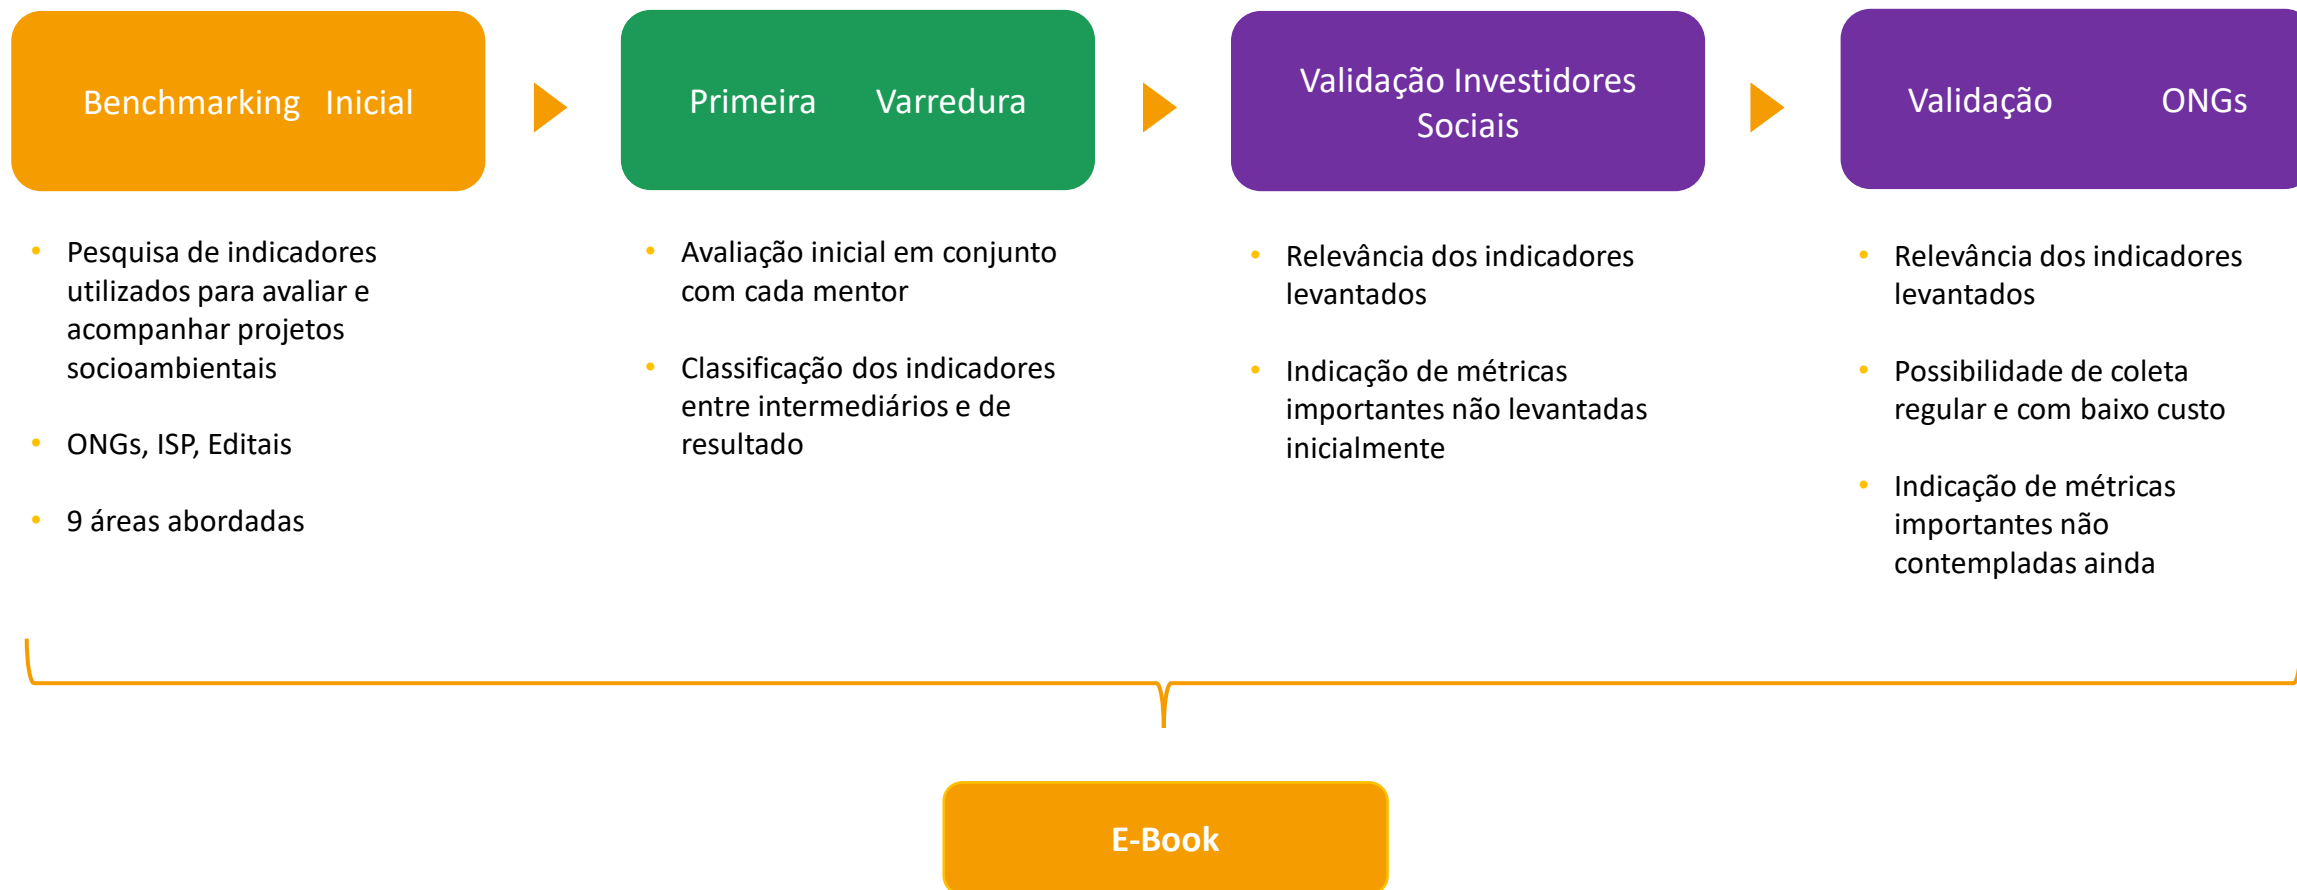 Benchmarking Inicial
• Pesquisa de indicadores
utilizados para avaliar e
acompanhar projetos
socioambientais
• ONGs, ISP, Editais
• 9 áreas abordadas
Primeira Varredura
• Avaliação inicial em conjunto
com cada mentor
• Classificação dos indicadores
entre intermediários e de
resultado
Validação Investidores
Sociais
• Relevância dos indicadores
levantados
• Indicação de métricas
importantes não levantadas
inicialmente
Validação ONGs
• Relevância dos indicadores
levantados
• Possibilidade de coleta
regular e com baixo custo
• Indicação de métricas
importantes não
contempladas ainda
E-Book